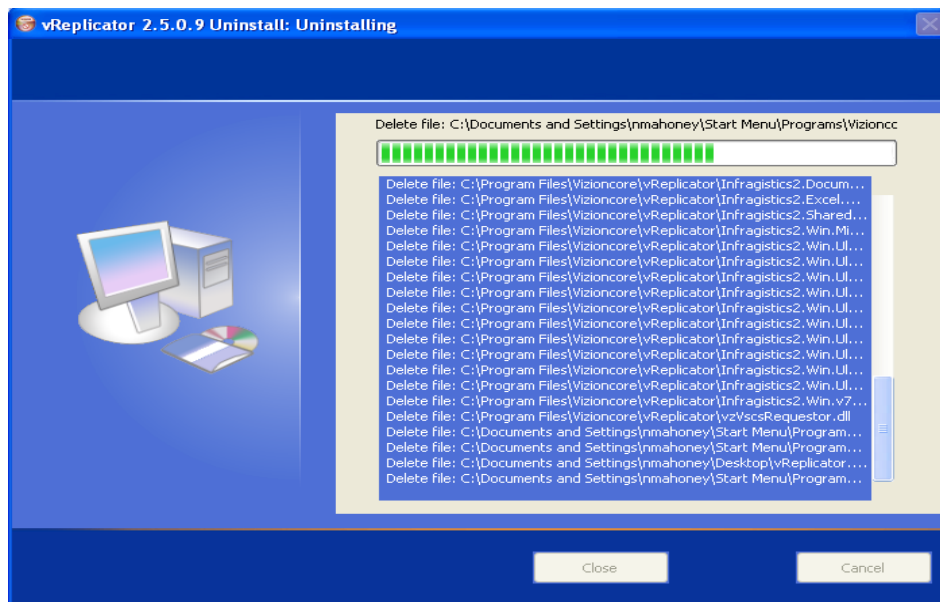 vReplicator 2.5.0.9 Uninstall: Uninstalling
Delete file: C:\Documents and Settings\nmahoney\Start Menu\Programs\Vizioncc
Delete file: C:\Program Files\Vizioncore\vReplicator\Infragistics2.Docum...
Delete file: C:\Program Files\Vizioncore\vReplicator\Infragistics2.Excel....
Delete file: C:\Program Files\Vizioncore\vReplicator\Infragistics2.Shared...
Delete file: C:\Program Files\Vizioncore\vReplicator\Infragistics2.Win.Mi...
Delete file: C:\Program Files\Vizioncore\vReplicator\Infragistics2.Win.Ul...
Delete file: C:\Program Files\Vizioncore\vReplicator\Infragistics2.Win.Ul...
Delete file: C:\Program Files\Vizioncore\vReplicator\Infragistics2.Win.Ul...
Delete file: C:\Program Files\Vizioncore\vReplicator\Infragistics2.Win.Ul...
Delete file: C:\Program Files\Vizioncore\vReplicator\Infragistics2.Win.Ul...
Delete file: C:\Program Files\Vizioncore\vReplicator\Infragistics2.Win.Ul...
Delete file: C:\Program Files\Vizioncore\vReplicator\Infragistics2.Win.Ul...
Delete file: C:\Program Files\Vizioncore\vReplicator\Infragistics2.Win.Ul...
Delete file: C:\Program Files\Vizioncore\vReplicator\Infragistics2.Win.Ul...
Delete file: C:\Program Files\Vizioncore\vReplicator\Infragistics2.Win.Ul...
Delete file: C:\Program Files\Vizioncore\vReplicator\Infragistics2.Win.v7...
Delete file: C:\Program Files\Vizioncore\vReplicator\vzVscsRequestor.dll
Delete file: C:\Documents and Settings\nmahoney\Start Menu\Program...
Delete file: C:\Documents and Settings\nmahoney\Start Menu\Program...
Delete file: C:\Documents and Settings\nmahoney\Desktop\vReplicator....
Delete file: C:\Documents and Settings\nmahoney\Start Menu\Program...
Close
Cancel